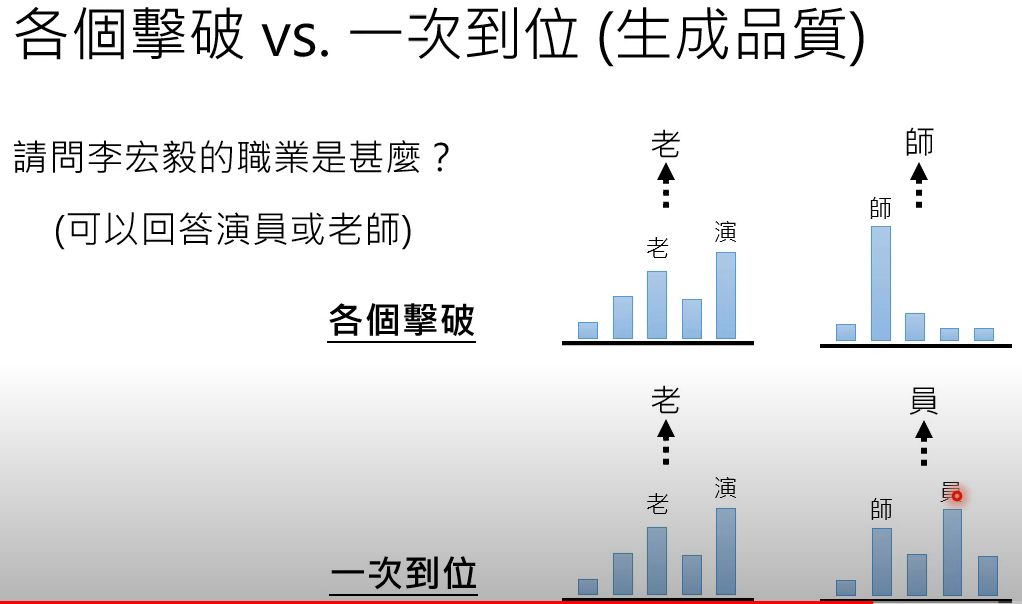 各個擊破 vs. 一次到位 (生成品質)
請問李宏毅的職業是甚麼？
(可以回答演員或老師)
各個擊破
老
老
演
師
師
一次到位
老
老
演
員
師
員